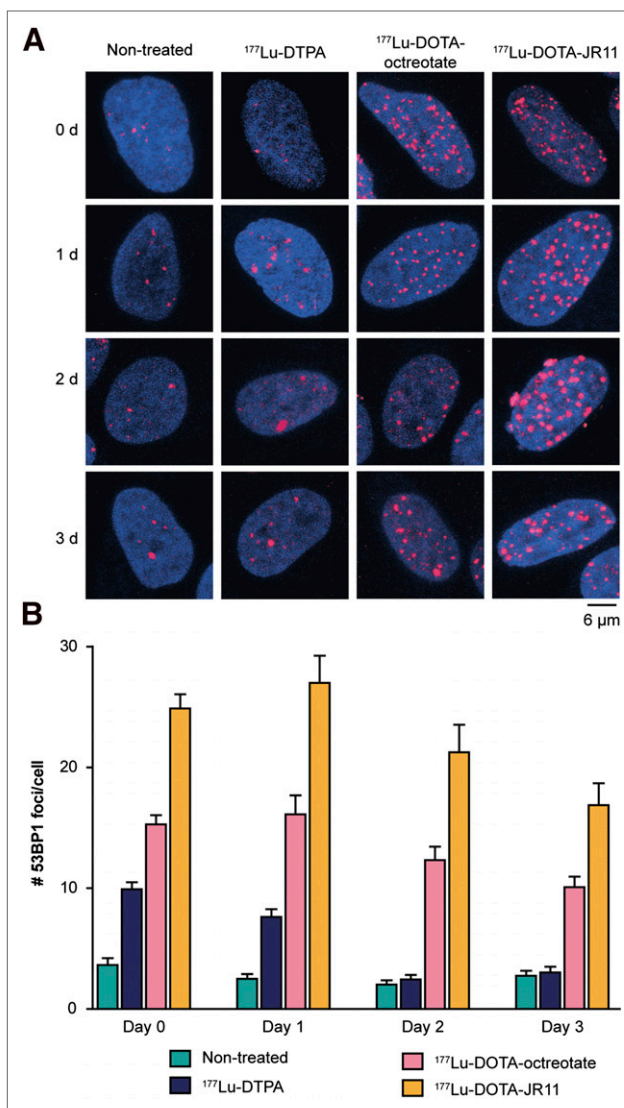 A
Non-treated
¹⁷⁷Lu-DTPA
¹⁷⁷Lu-DOTA-
octreotate
¹⁷⁷Lu-DOTA-JR11
0 d
1 d
2 d
3 d
6 µm
B
30
20
10
0
# 53BP1 foci/cell
Day 0
Day 1
Day 2
Day 3
Non-treated
¹⁷⁷Lu-DTPA
¹⁷⁷Lu-DOTA-octreotate
¹⁷⁷Lu-DOTA-JR11